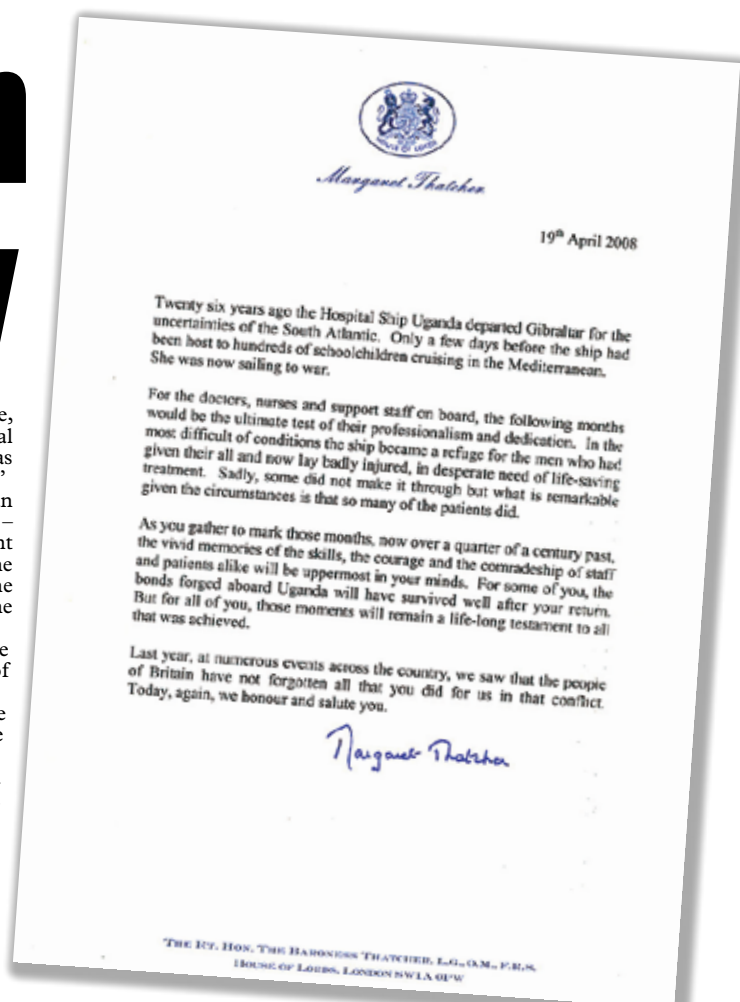 HOUSE OF LORDS
Margaret Thatcher
19th April 2008
Twenty six years ago the Hospital Ship Uganda departed Gibraltar for the
uncertainties of the South Atlantic. Only a few days before the ship had
been host to hundreds of schoolchildren cruising in the Mediterranean.
She was now sailing to war.
For the doctors, nurses and support staff on board, the following months
would be the ultimate test of their professionalism and dedication. In the
most difficult of conditions the ship became a refuge for the men who had
given their all and now lay badly injured, in desperate need of life-saving
treatment. Sadly, some did not make it through but what is remarkable
given the circumstances is that so many of the patients did.
As you gather to mark those months, now over a quarter of a century past,
the vivid memories of the skills, the courage and the comradeship of staff
and patients alike will be uppermost in your minds. For some of you, the
bonds forged aboard Uganda will have survived well after your return.
But for all of you, those moments will remain a life-long testament to all
that was achieved.
Last year, at numerous events across the country, we saw that the people
of Britain have not forgotten all that you did for us in that conflict.
Today, again, we honour and salute you.
Margaret Thatcher
THE RT. HON. THE BARONESS THATCHER, L.G., O.M., F.R.S.
HOUSE OF LORDS, LONDON SW1A 0PW